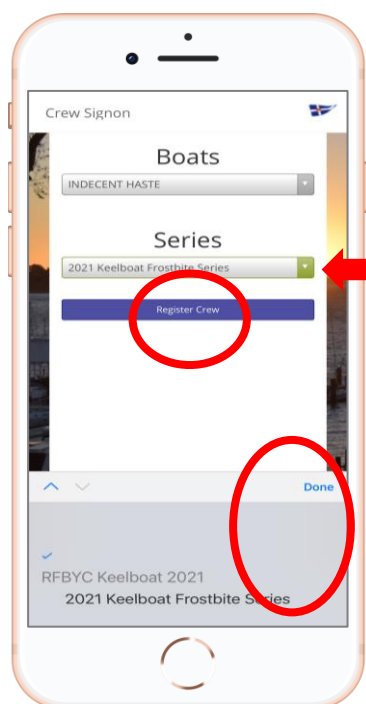 Crew Signon
Boats
INDECENT HASTE
Series
2021 Keelboat Frostbite Series
Register Crew
Done
RFBYC Keelboat 2021
2021 Keelboat Frostbite Series